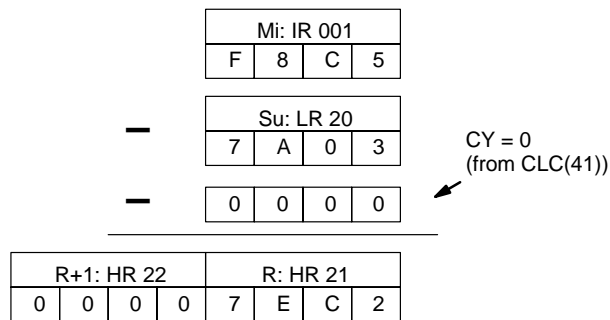 Mi: IR 001
F 8 C 5
Su: LR 20
– 7 A 0 3
CY = 0
(from CLC(41))
– 0 0 0 0
R+1: HR 22 R: HR 21
0 0 0 0 7 E C 2